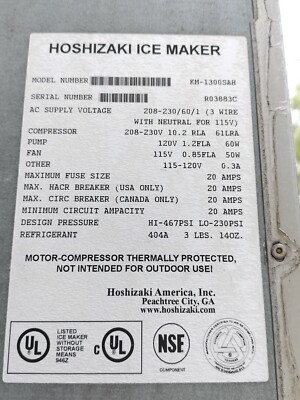 HOSHIZAKI ICE MAKER
MODEL NUMBER KM-1300SAH
SERIAL NUMBER R03883C
AC SUPPLY VOLTAGE 208-230/60/1 (3 WIRE
WITH NEUTRAL FOR 115V)
COMPRESSOR 208-230V 10.2 RLA 61LRA
PUMP 120V 1.2FLA 60W
FAN 115V 0.85FLA 50W
OTHER 115-120V 0.3A
MAXIMUM FUSE SIZE 20 AMPS
MAX. HACR BREAKER (USA ONLY) 20 AMPS
MAX. CIRC BREAKER (CANADA ONLY) 20 AMPS
MINIMUM CIRCUIT AMPACITY 20 AMPS
DESIGN PRESSURE HI-467PSI LO-230PSI
REFRIGERANT 404A 3 LBS. 14OZ.
MOTOR-COMPRESSOR THERMALLY PROTECTED,
NOT INTENDED FOR OUTDOOR USE!
Hoshizaki America, Inc.
Peachtree City, GA
www.hoshizaki.com
UL
LISTED
ICE MAKER
WITHOUT
STORAGE
MEANS
946Z
C UL
NSF
COMPONENT